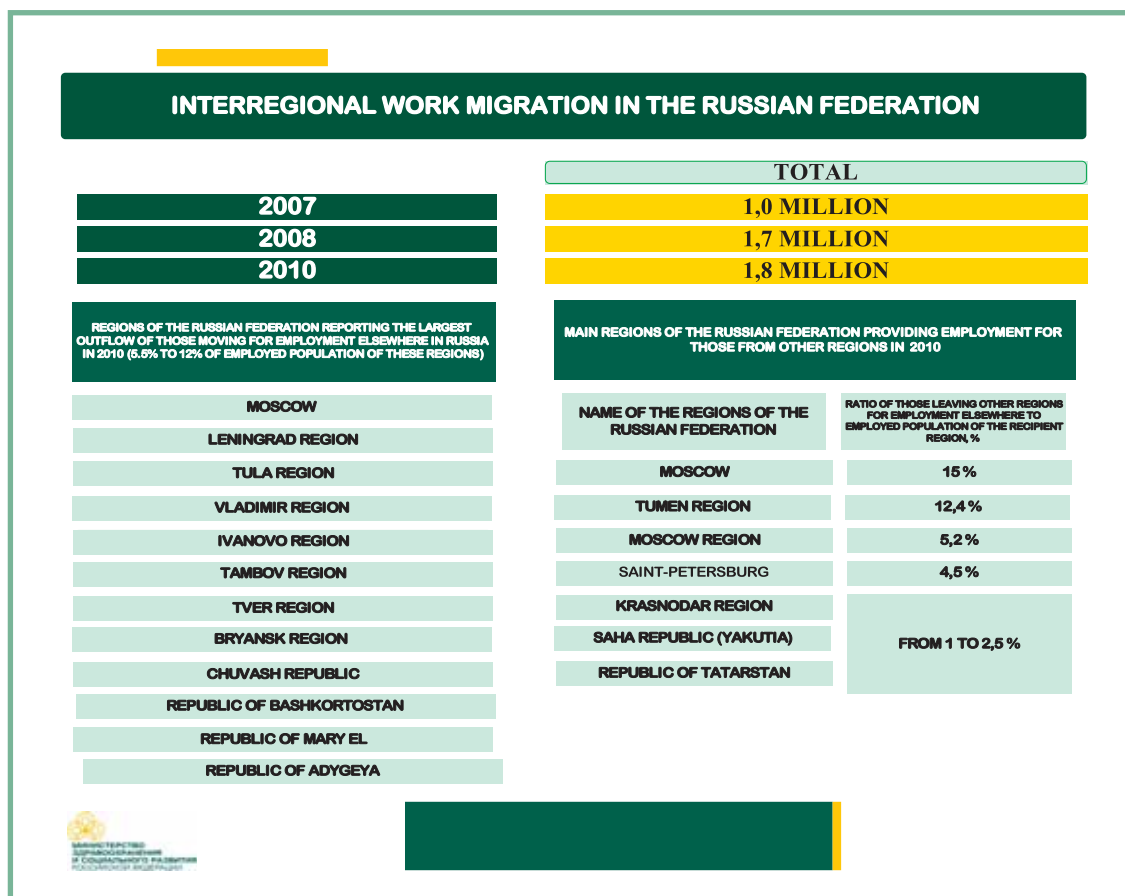 INTERREGIONAL WORK MIGRATION IN THE RUSSIAN FEDERATION
TOTAL
2007
1,0 MILLION
2008
1,7 MILLION
2010
1,8 MILLION
REGIONS OF THE RUSSIAN FEDERATION REPORTING THE LARGEST
OUTFLOW OF THOSE MOVING FOR EMPLOYMENT ELSEWHERE IN RUSSIA
IN 2010 (5.5% TO 12% OF EMPLOYED POPULATION OF THESE REGIONS)
MOSCOW
LENINGRAD REGION
TULA REGION
VLADIMIR REGION
IVANOVO REGION
TAMBOV REGION
TVER REGION
BRYANSK REGION
CHUVASH REPUBLIC
REPUBLIC OF BASHKORTOSTAN
REPUBLIC OF MARY EL
REPUBLIC OF ADYGEYA
MAIN REGIONS OF THE RUSSIAN FEDERATION PROVIDING EMPLOYMENT FOR
THOSE FROM OTHER REGIONS IN 2010
NAME OF THE REGIONS OF THE
RUSSIAN FEDERATION
RATIO OF THOSE LEAVING OTHER REGIONS
FOR EMPLOYMENT ELSEWHERE TO
EMPLOYED POPULATION OF THE RECIPIENT
REGION, %
MOSCOW
15 %
TUMEN REGION
12,4 %
MOSCOW REGION
5,2 %
SAINT-PETERSBURG
4,5 %
KRASNODAR REGION
SAHA REPUBLIC (YAKUTIA)
REPUBLIC OF TATARSTAN
FROM 1 TO 2,5 %
МИНИСТЕРСТВО
ЗДРАВООХРАНЕНИЯ
И СОЦИАЛЬНОГО РАЗВИТИЯ
РОССИЙСКОЙ ФЕДЕРАЦИИ